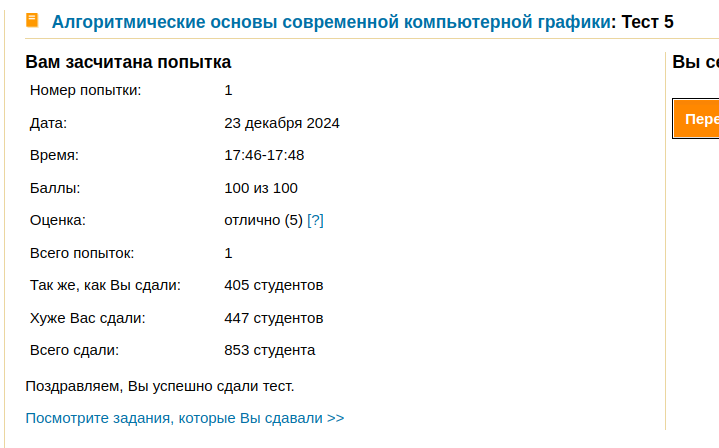 Алгоритмические основы современной компьютерной графики: Тест 5
Вам засчитана попытка
Номер попытки: 1
Дата: 23 декабря 2024
Время: 17:46-17:48
Баллы: 100 из 100
Оценка: отлично (5) [?]
Всего попыток: 1
Так же, как Вы сдали: 405 студентов
Хуже Вас сдали: 447 студентов
Всего сдали: 853 студента
Поздравляем, Вы успешно сдали тест.
Посмотрите задания, которые Вы сдавали >>
Вы